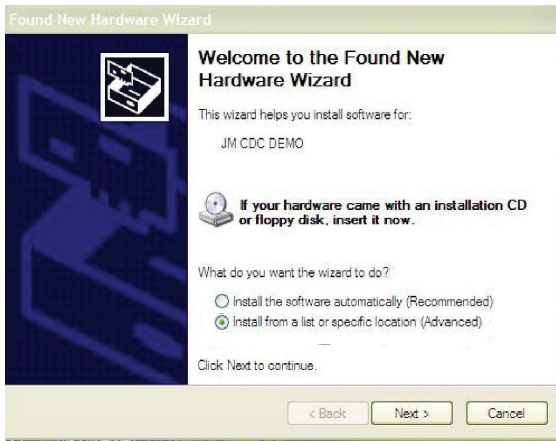 Found New Hardware Wizard
Welcome to the Found New
Hardware Wizard
This wizard helps you install software for:
JM CDC DEMO
If your hardware came with an installation CD
or floppy disk, insert it now.
What do you want the wizard to do?
Install the software automatically (Recommended)
Install from a list or specific location (Advanced)
Click Next to continue.
< Back
Next >
Cancel